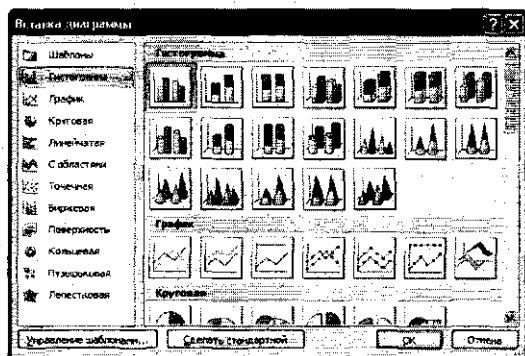 Вставка диаграммы
Шаблоны
Гистограмма
График
Круговая
Линейчатая
С областями
Точечная
Биржевая
Поверхность
Кольцевая
Пузырьковая
Лепестковая
Гистограмма
График
Круговая
Управление шаблонами...
Сделать стандартной
ОК
Отмена